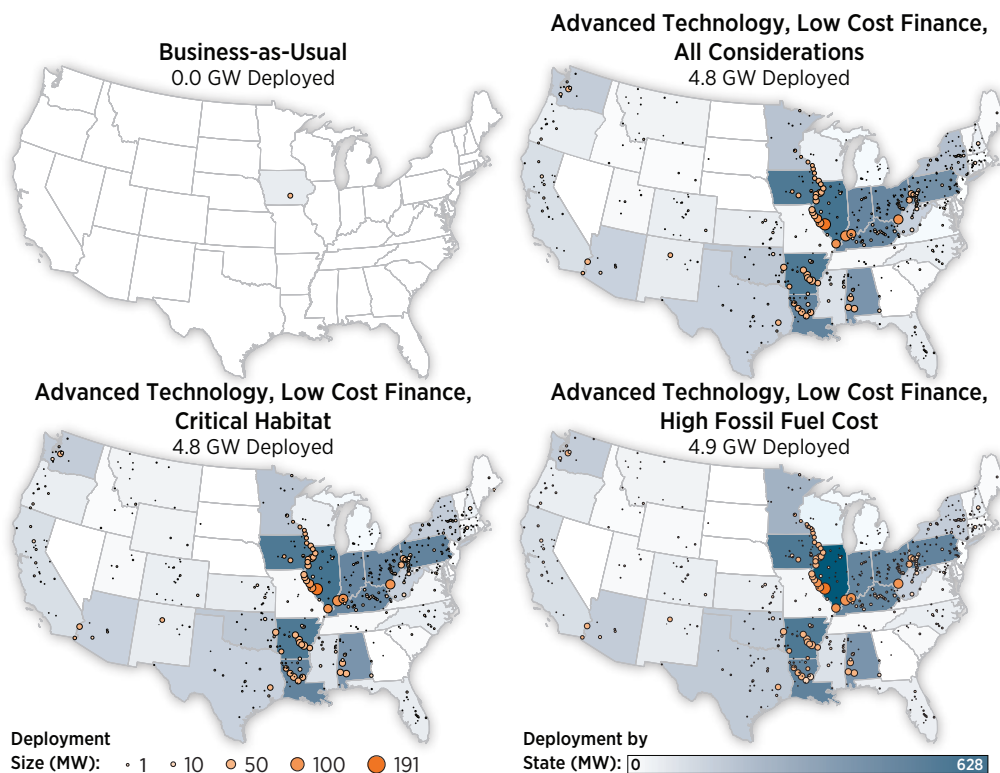 Business-as-Usual
0.0 GW Deployed
Advanced Technology, Low Cost Finance,
All Considerations
4.8 GW Deployed
Advanced Technology, Low Cost Finance,
Critical Habitat
4.8 GW Deployed
Advanced Technology, Low Cost Finance,
High Fossil Fuel Cost
4.9 GW Deployed
Deployment
Size (MW): 1 10 50 100 191
Deployment by
State (MW): 0 628